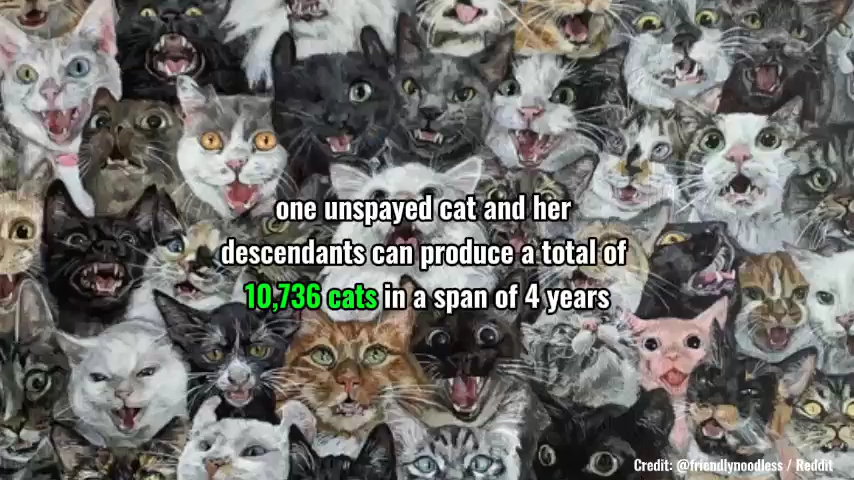 one unspayed cat and her
descendants can produce a total of
10,736 cats in a span of 4 years
Credit: @friendlynoodless / Reddit